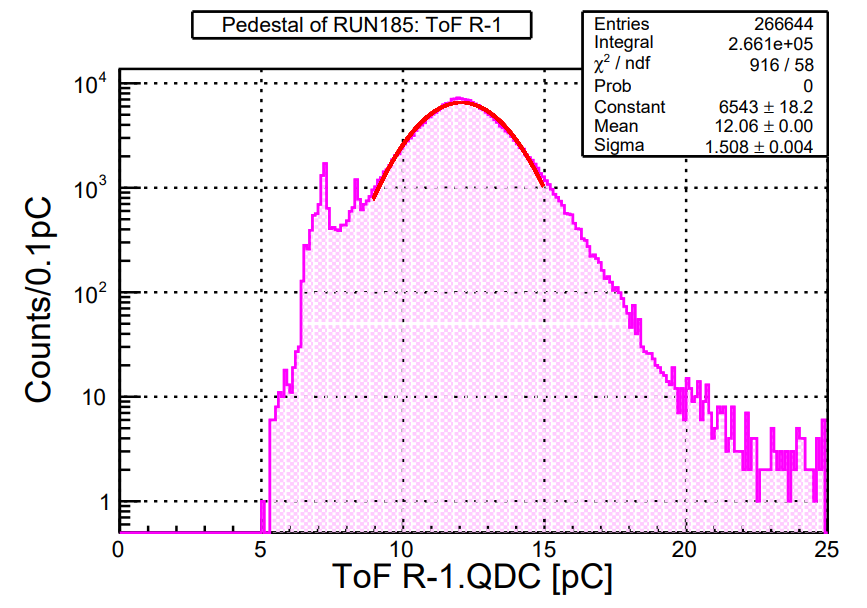 Pedestal of RUN185: ToF R-1
Entries 266644
Integral 2.661e+05
χ² / ndf 916 / 58
Prob 0
Constant 6543 ± 18.2
Mean 12.06 ± 0.00
Sigma 1.508 ± 0.004
Counts/0.1pC
10⁴
10³
10²
10
1
0 5 10 15 20 25
ToF R-1.QDC [pC]